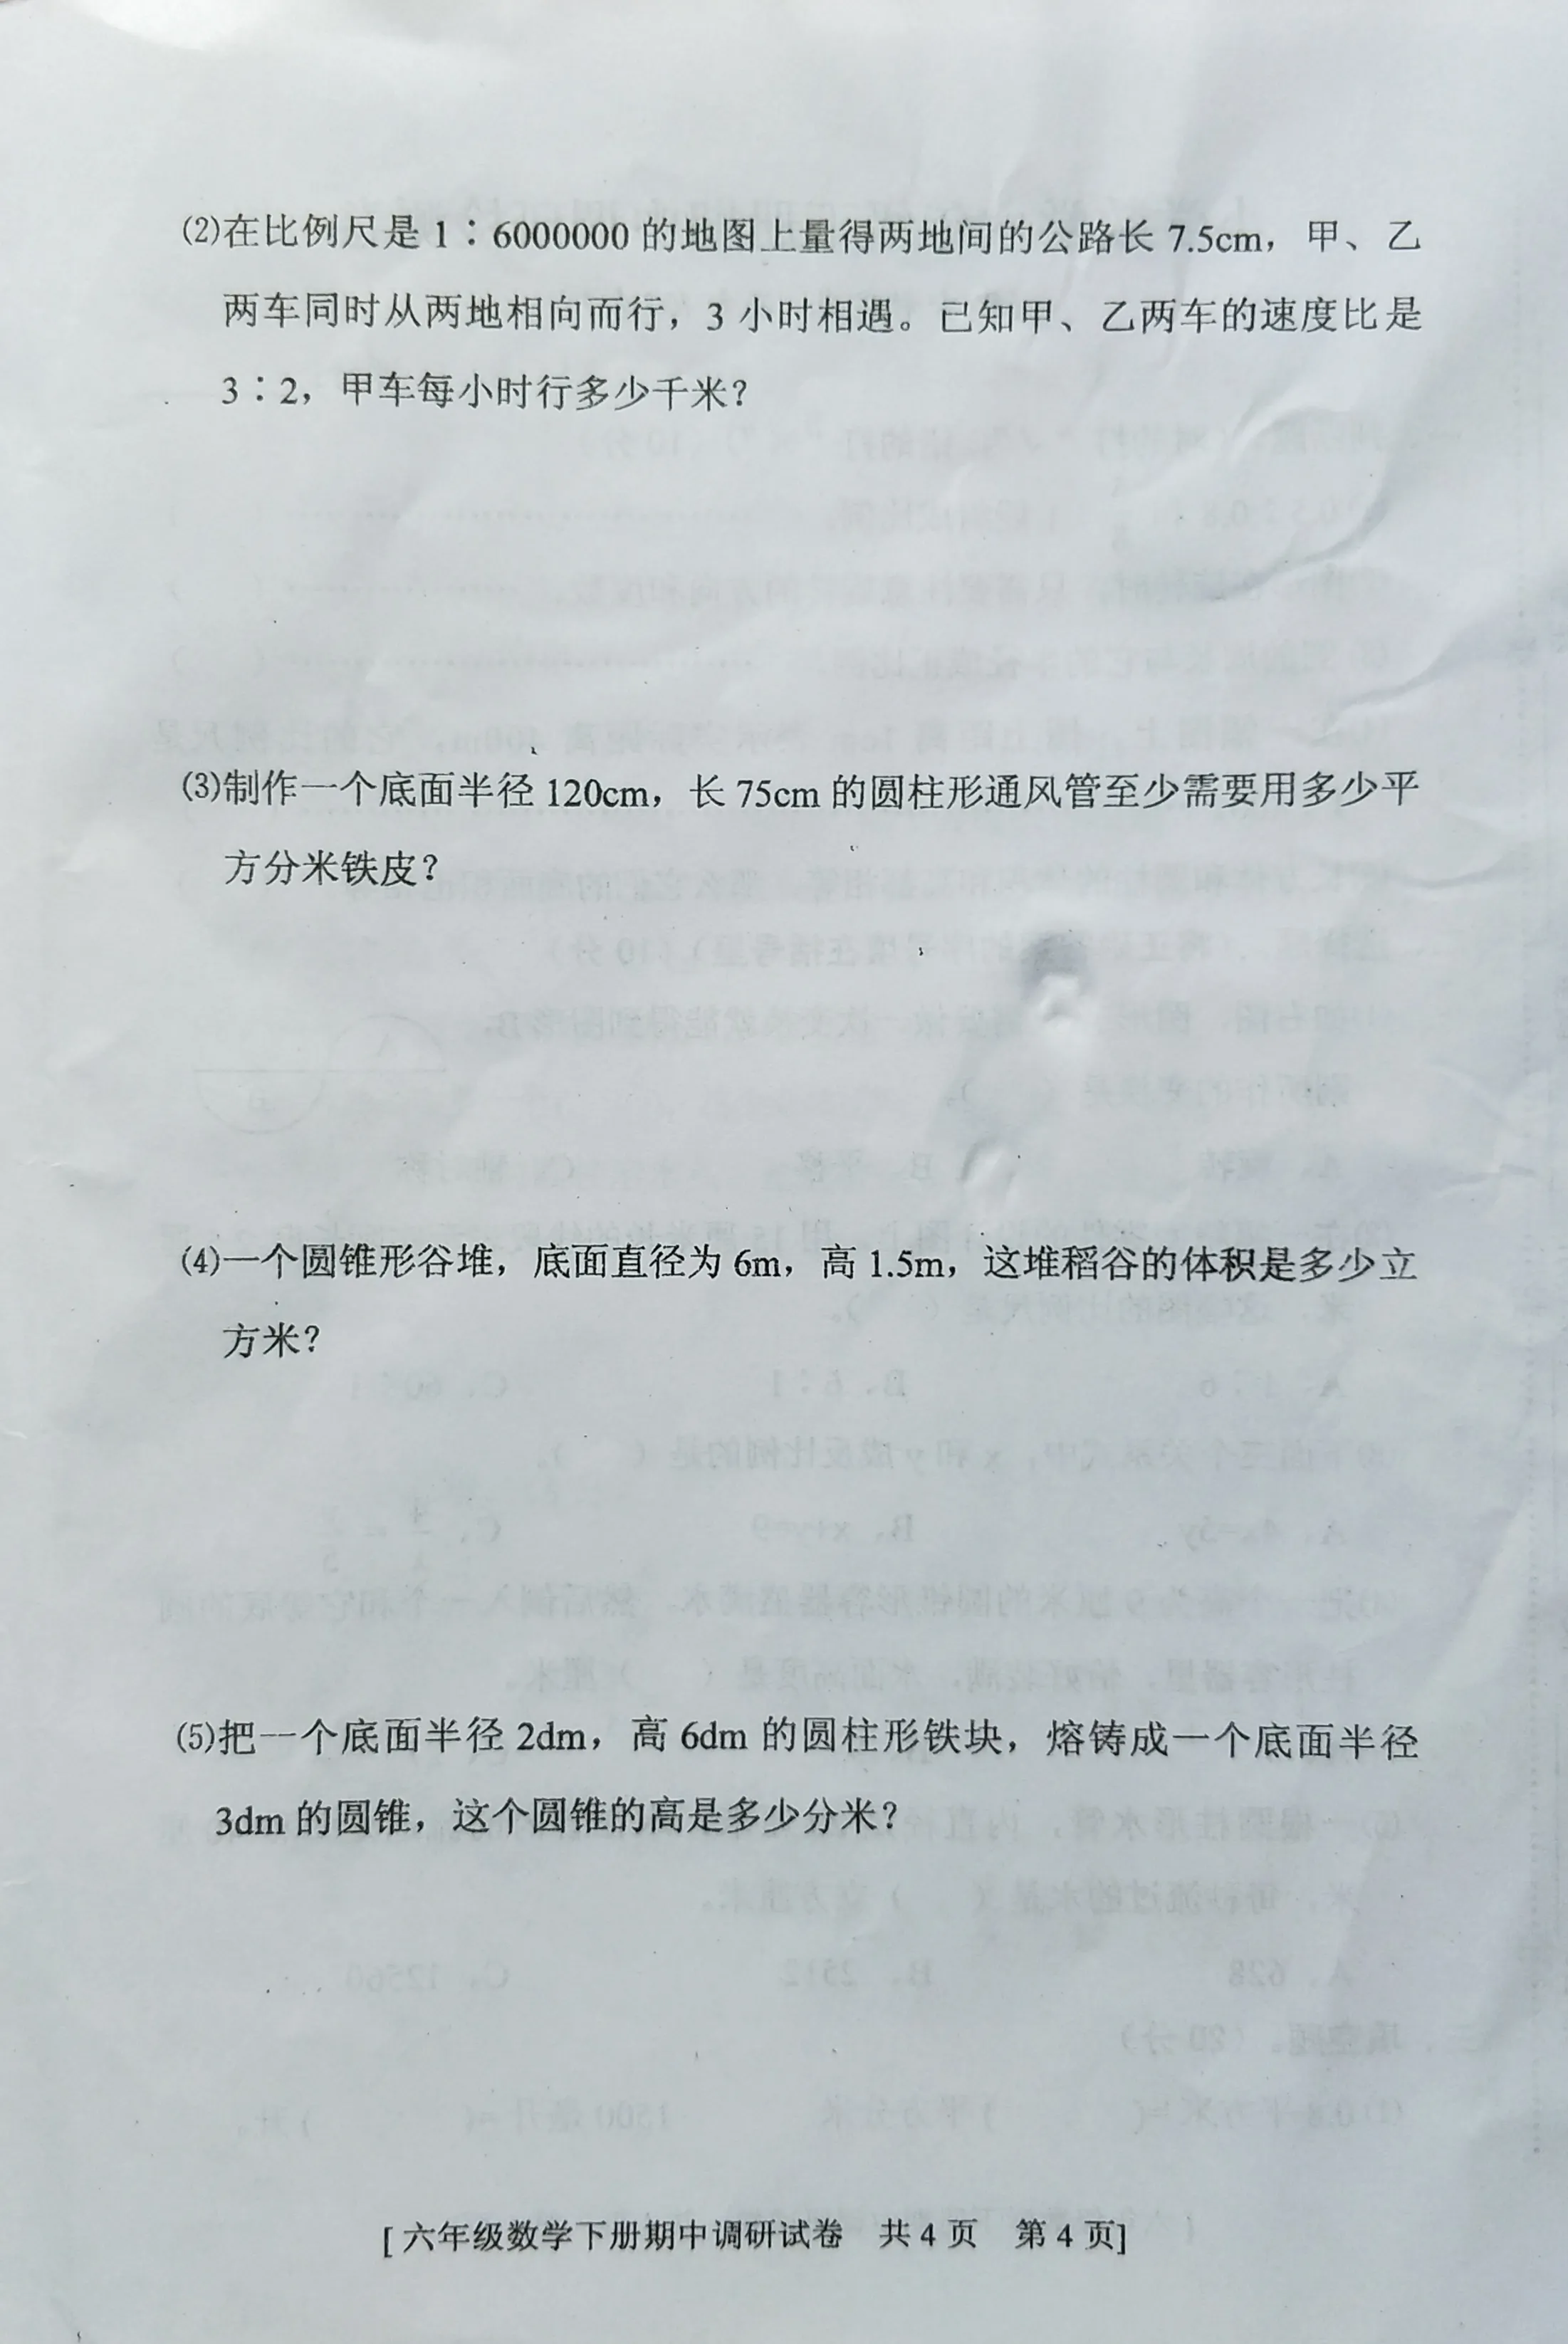 ⑵在比例尺是 1∶6000000 的地图上量得两地间的公路长 7.5cm，甲、乙
两车同时从两地相向而行，3 小时相遇。已知甲、乙两车的速度比是
3∶2，甲车每小时行多少千米？
⑶制作一个底面半径 120cm，长 75cm 的圆柱形通风管至少需要用多少平
方分米铁皮？
⑷一个圆锥形谷堆，底面直径为 6m，高 1.5m，这堆稻谷的体积是多少立
方米？
⑸把一个底面半径 2dm，高 6dm 的圆柱形铁块，熔铸成一个底面半径
3dm 的圆锥，这个圆锥的高是多少分米？
[ 六年级数学下册期中调研试卷 共 4 页 第 4 页]